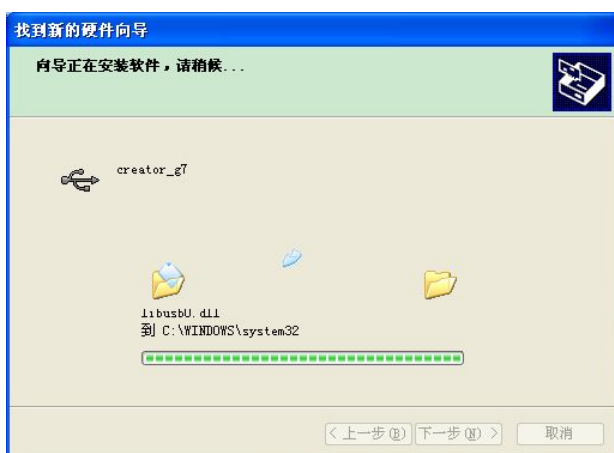 找到新的硬件向导
向导正在安装软件，请稍候...
creator_g7
libusb0.dll
到 C:\WINDOWS\system32
< 上一步(B)
下一步(N) >
取消